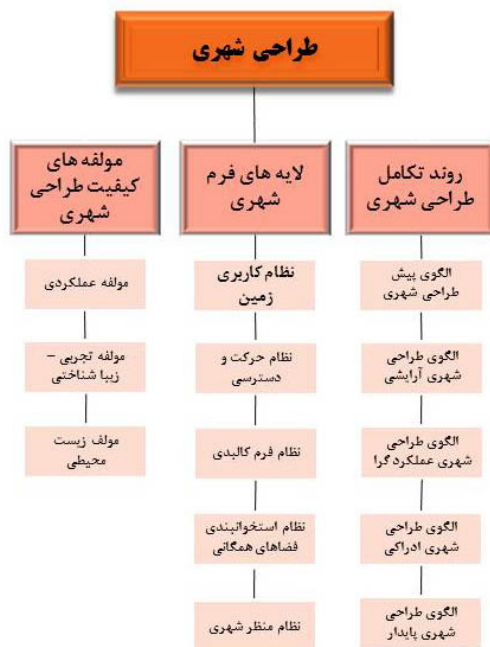 طراحی شهری
روند تکامل
طراحی شهری
الگوی پیش
طراحی شهری
الگوی طراحی
شهری آرایشی
الگوی طراحی
شهری عملکرد گرا
الگوی طراحی
شهری ادراکی
الگوی طراحی
شهری پایدار
لایه های فرم
شهری
نظام کاربری
زمین
نظام حرکت و
دسترسی
نظام فرم کالبدی
نظام استخوانبندی
فضاهای همگانی
نظام منظر شهری
مولفه های
کیفیت طراحی
شهری
مولفه عملکردی
مولفه تجربی –
زیبا شناختی
مولف زیست
محیطی